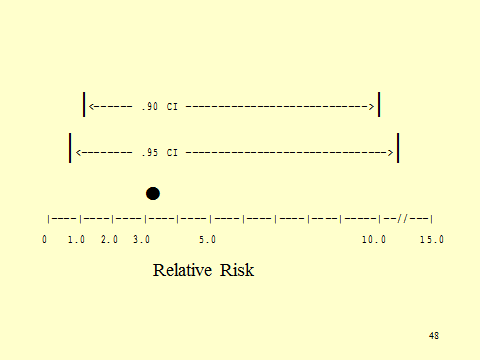 |<------ .90 CI ---------------------------->|
|<-------- .95 CI ------------------------------->|
|----|----|----|----|----|----|----|----|----|-----|--//---|
0 1.0 2.0 3.0 5.0 10.0 15.0
Relative Risk
48